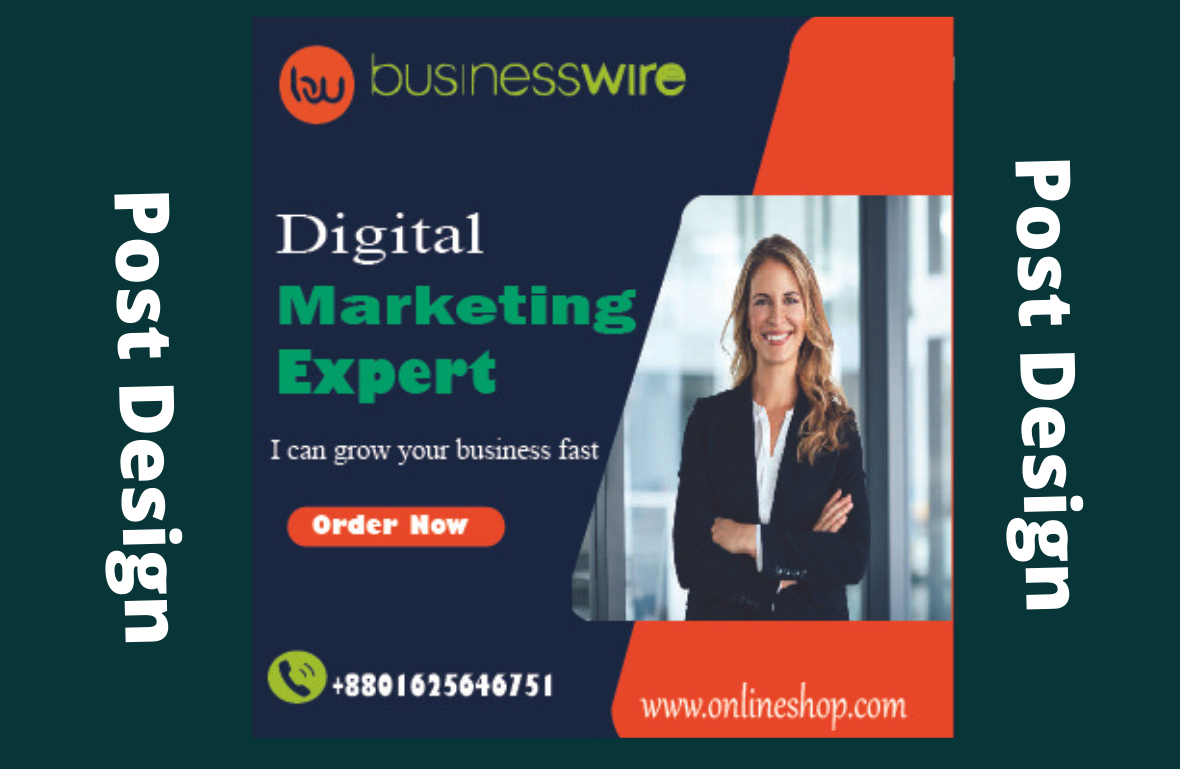 Post Design
bw
businesswire
Digital
Marketing
Expert
I can grow your business fast
Order Now
+8801625646751
www.onlineshop.com
Post Design